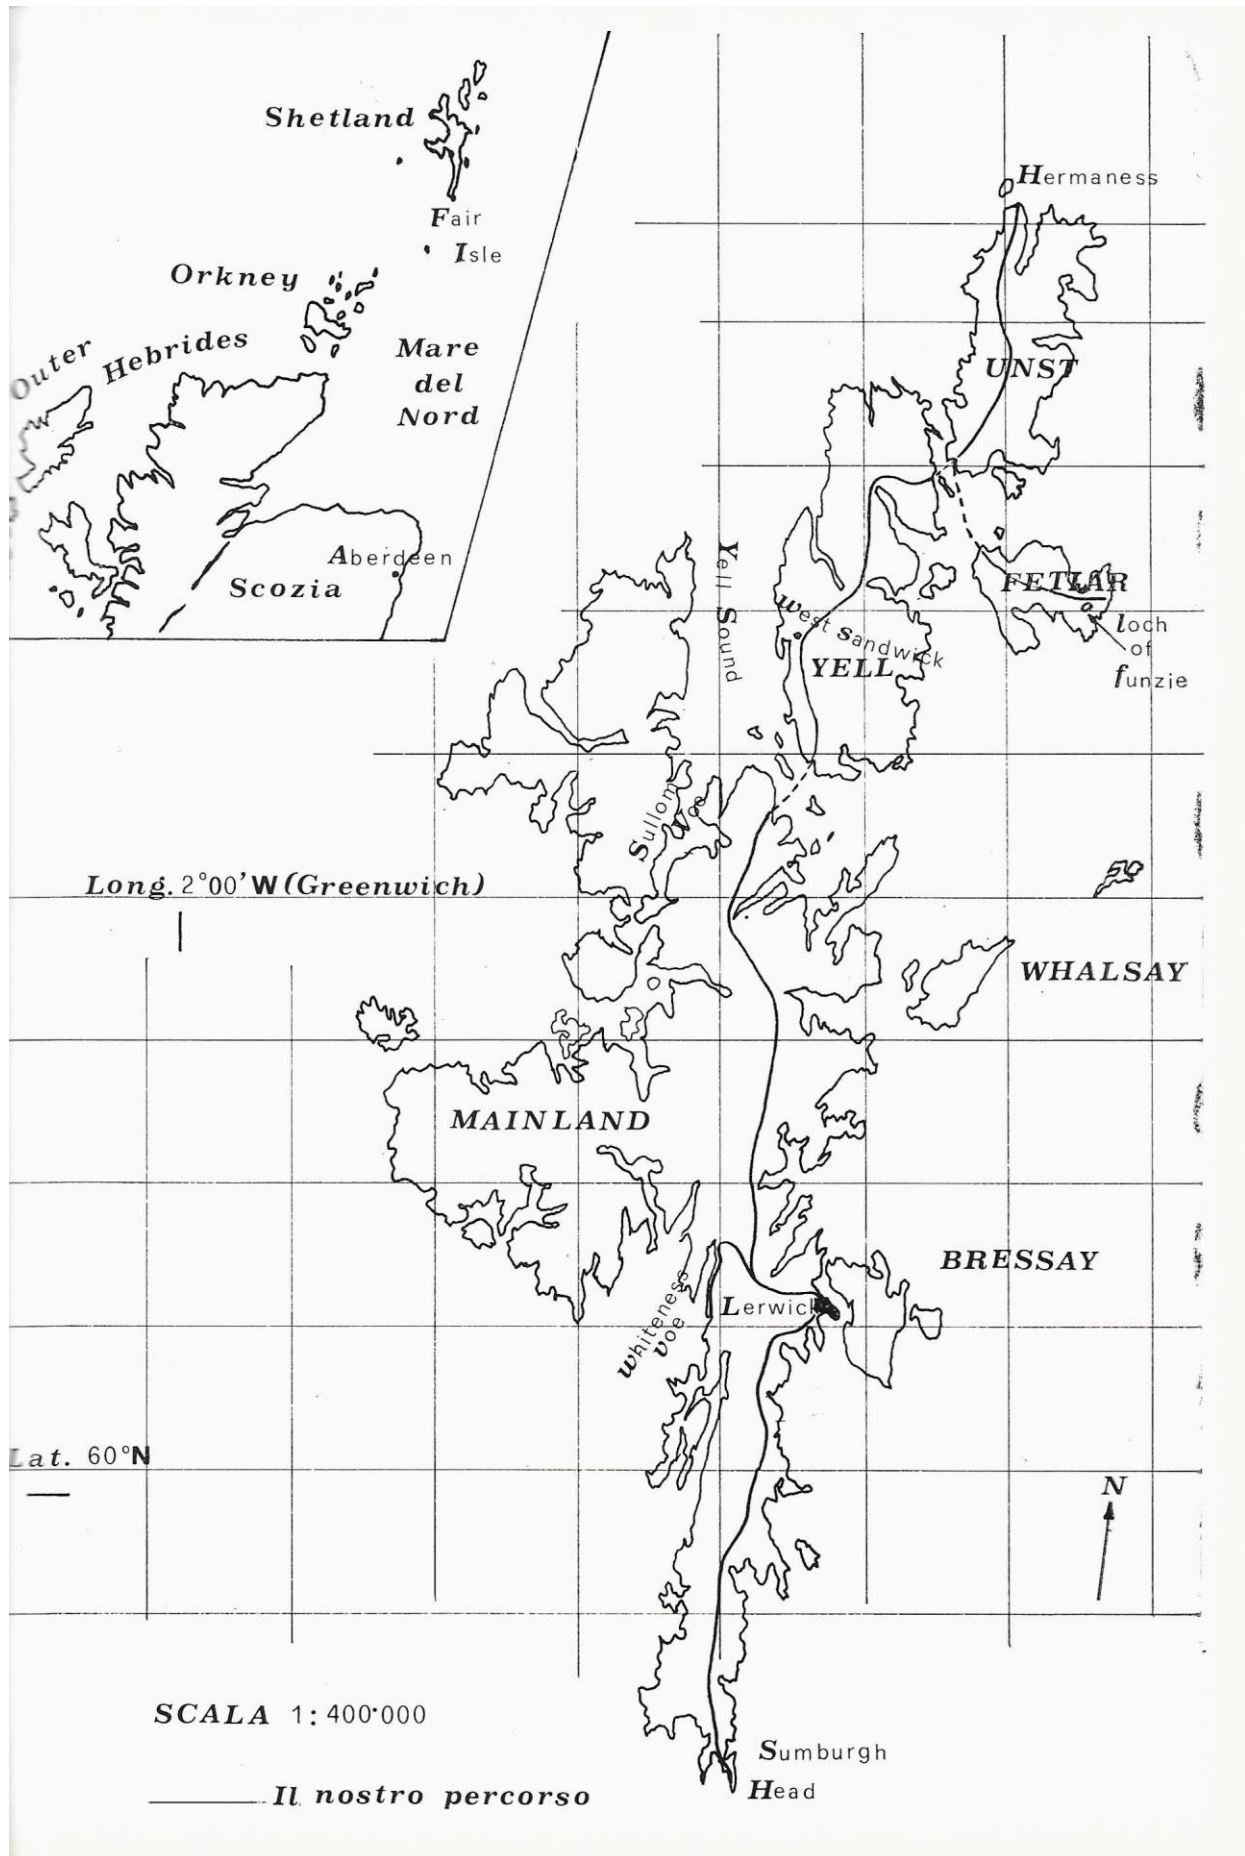 Shetland
Fair
Isle
Orkney
Outer Hebrides
Mare
del
Nord
Aberdeen
Scozia
Hermaness
UNST
Yell Sound
FETLAR
West Sandwick
YELL
loch
of
funzie
Sullom
Voe
Long. 2°00' W (Greenwich)
WHALSAY
MAINLAND
BRESSAY
Lerwick
Whiteness
voe
Lat. 60°N
N
SCALA 1:400·000
Sumburgh
Head
Il nostro percorso